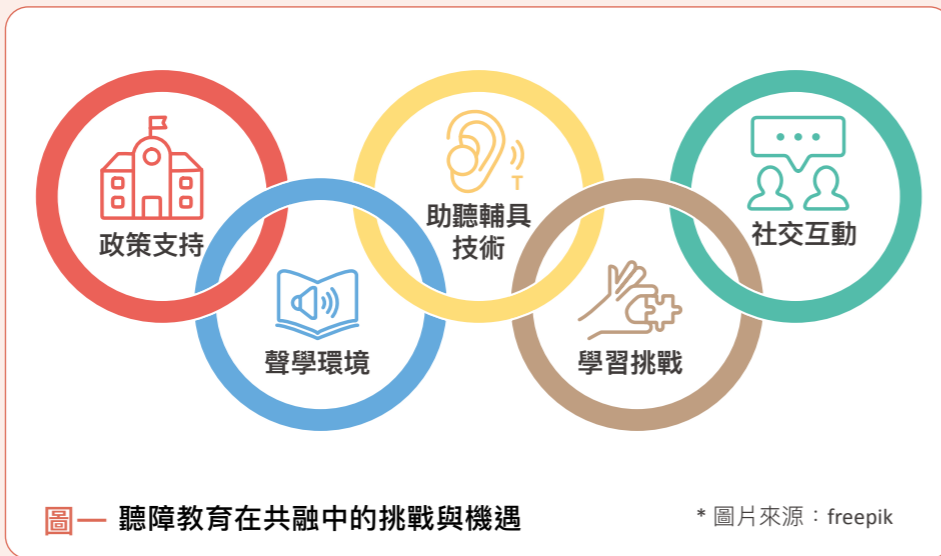 政策支持
聲學環境
助聽輔具
技術
T
學習挑戰
社交互動
圖一 聽障教育在共融中的挑戰與機遇
* 圖片來源：freepik